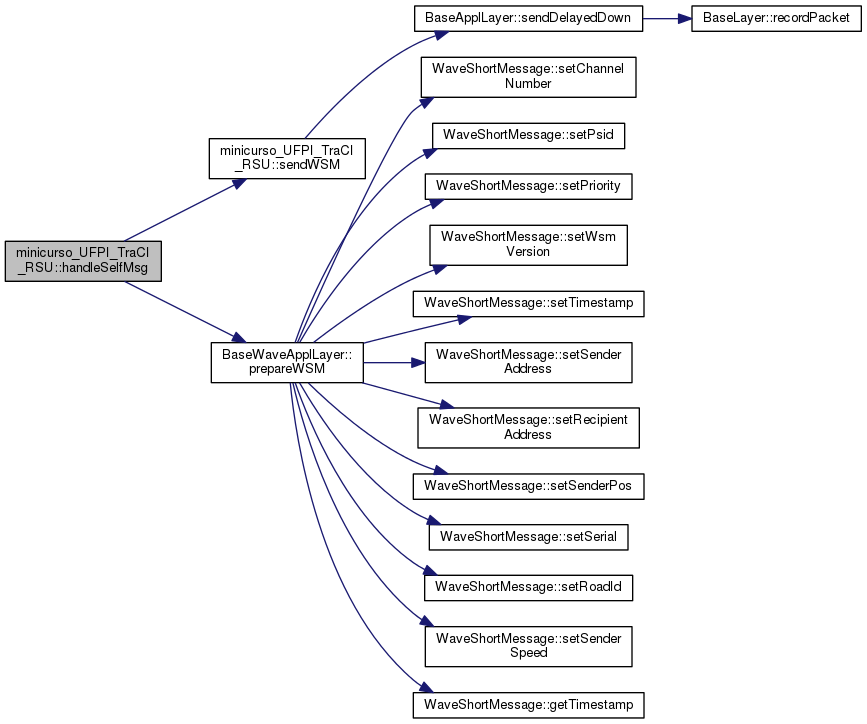 BaseApplLayer::sendDelayedDown
BaseLayer::recordPacket
WaveShortMessage::setChannel
Number
WaveShortMessage::setPsid
minicurso_UFPI_TraCI
_RSU::sendWSM
WaveShortMessage::setPriority
WaveShortMessage::setWsm
Version
minicurso_UFPI_TraCI
_RSU::handleSelfMsg
WaveShortMessage::setTimestamp
BaseWaveApplLayer::
prepareWSM
WaveShortMessage::setSender
Address
WaveShortMessage::setRecipient
Address
WaveShortMessage::setSenderPos
WaveShortMessage::setSerial
WaveShortMessage::setRoadId
WaveShortMessage::setSender
Speed
WaveShortMessage::getTimestamp